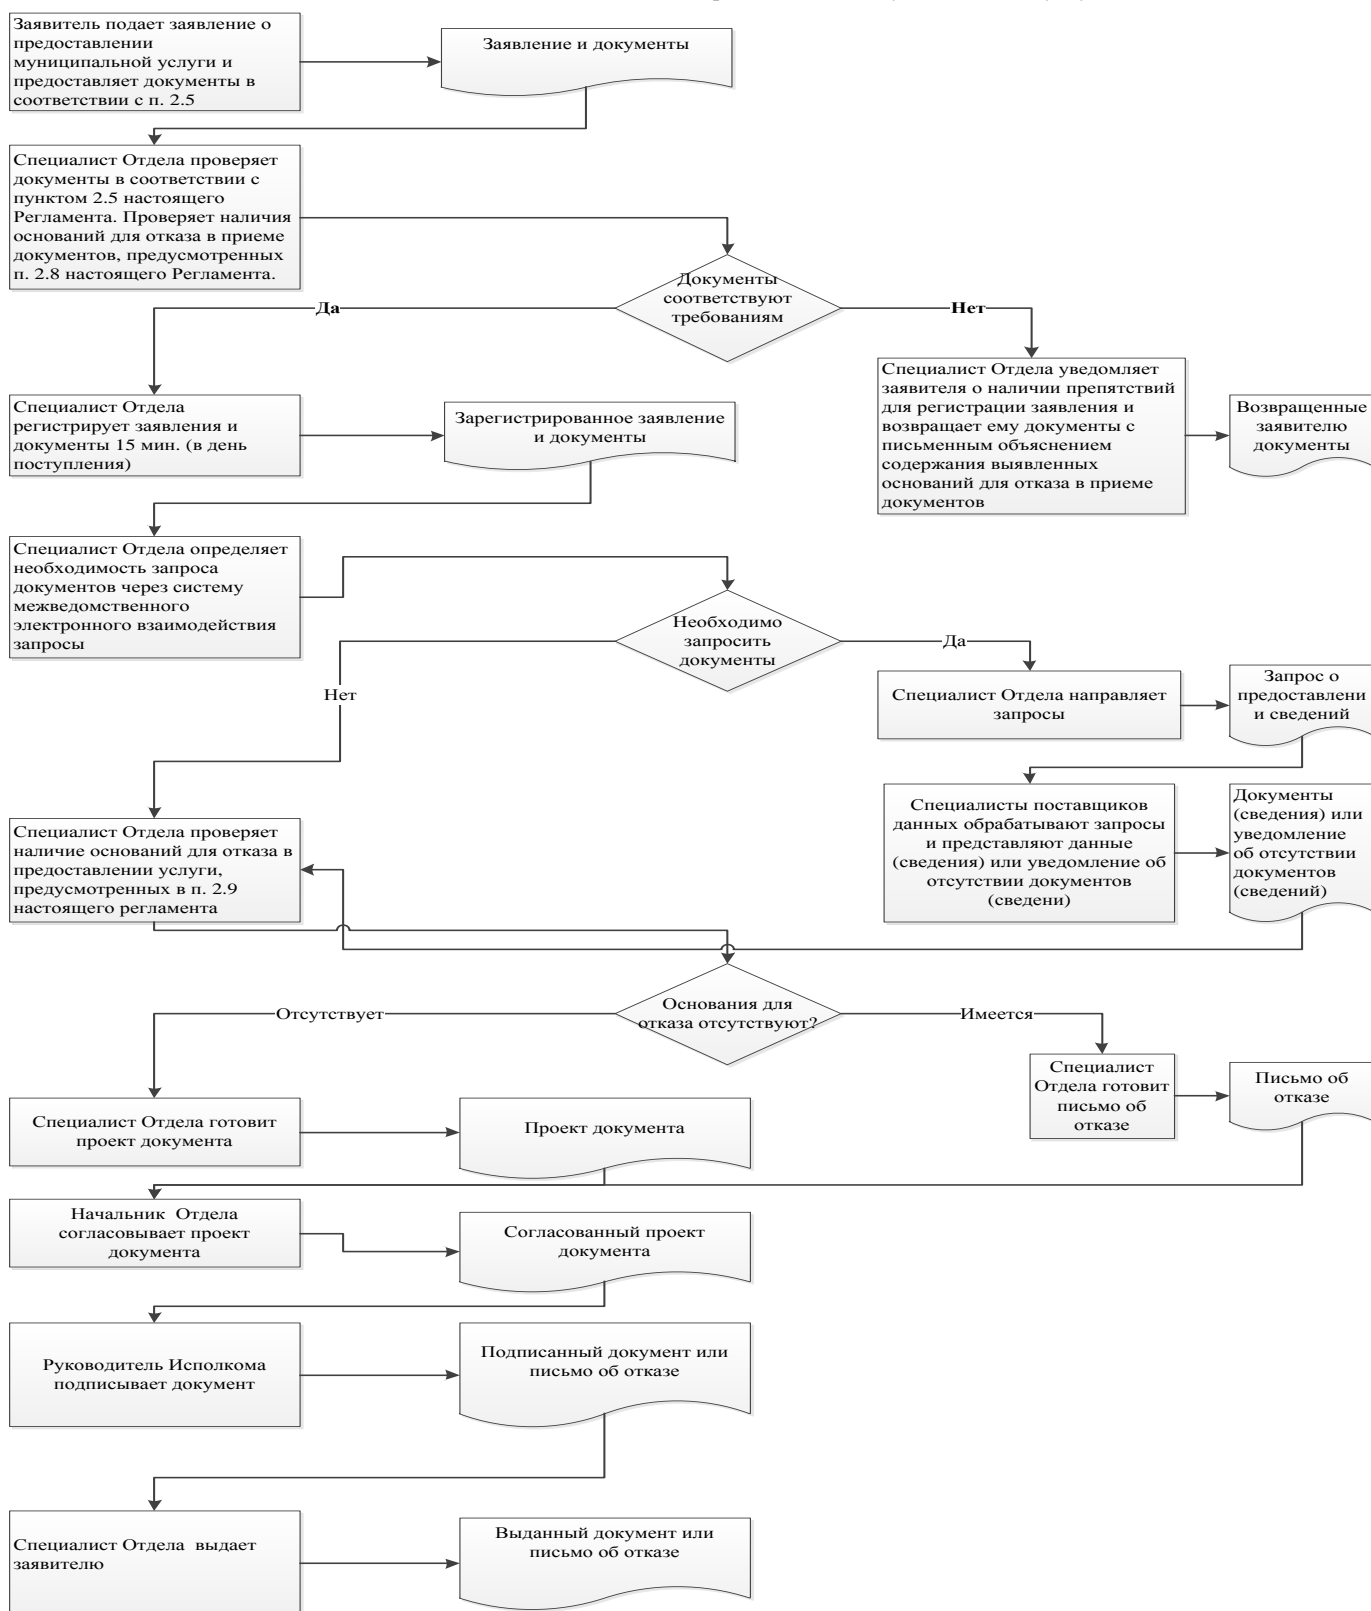 Заявитель подает заявление о
предоставлении
муниципальной услуги и
предоставляет документы в
соответствии с п. 2.5
Заявление и документы
Специалист Отдела проверяет
документы в соответствии с
пунктом 2.5 настоящего
Регламента. Проверяет наличия
оснований для отказа в приеме
документов, предусмотренных
п. 2.8 настоящего Регламента.
Документы
соответствуют
требованиям
Да
Нет
Специалист Отдела
регистрирует заявления и
документы 15 мин. (в день
поступления)
Зарегистрированное заявление
и документы
Специалист Отдела уведомляет
заявителя о наличии препятствий
для регистрации заявления и
возвращает ему документы с
письменным объяснением
содержания выявленных
оснований для отказа в приеме
документов
Возвращенные
заявителю
документы
Специалист Отдела определяет
необходимость запроса
документов через систему
межведомственного
электронного взаимодействия
запросы
Необходимо
запросить
документы
Да
Нет
Специалист Отдела направляет
запросы
Запрос о
предоставлени
и сведений
Специалисты поставщиков
данных обрабатывают запросы
и представляют данные
(сведения) или уведомление об
отсутствии документов
(сведени)
Документы
(сведения) или
уведомление
об отсутствии
документов
(сведений)
Специалист Отдела проверяет
наличие оснований для отказа в
предоставлении услуги,
предусмотренных в п. 2.9
настоящего регламента
Основания для
отказа отсутствуют?
Отсутствует
Имеется
Специалист
Отдела готовит
письмо об
отказе
Письмо об
отказе
Специалист Отдела готовит
проект документа
Проект документа
Начальник  Отдела
согласовывает проект
документа
Согласованный проект
документа
Руководитель Исполкома
подписывает документ
Подписанный документ или
письмо об отказе
Специалист Отдела  выдает
заявителю
Выданный документ или
письмо об отказе